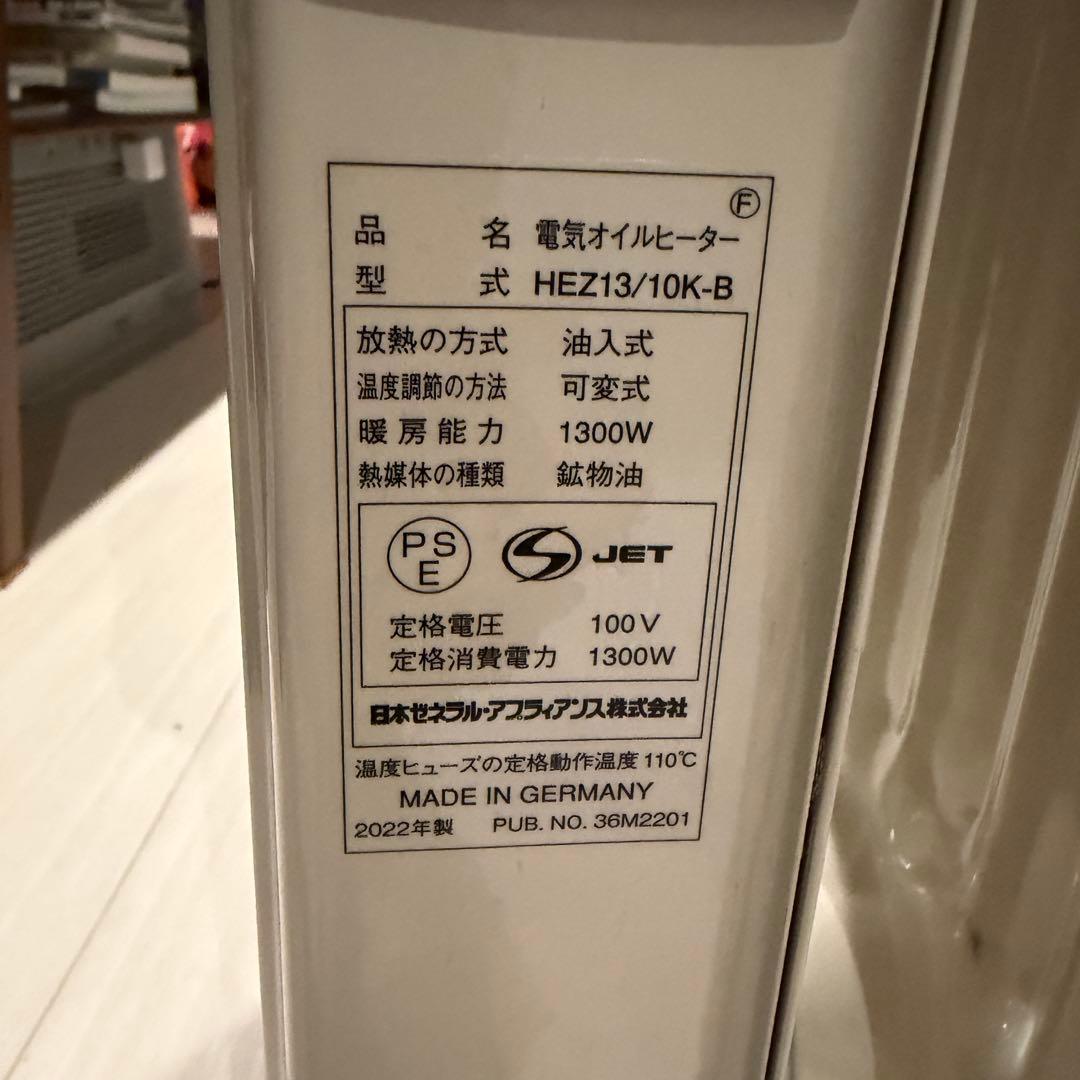 Ⓕ
品名 電気オイルヒーター
型式 HEZ13/10K-B
放熱の方式 油入式
温度調節の方法 可変式
暖房能力 1300W
熱媒体の種類 鉱物油
PSE JET
定格電圧 100V
定格消費電力 1300W
日本ゼネラル・アプライアンス株式会社
温度ヒューズの定格動作温度110℃
MADE IN GERMANY
2022年製 PUB. NO. 36M2201